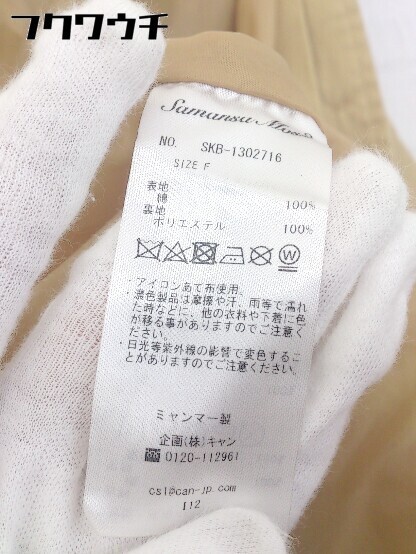 フクワウチ
Samansa Mos2
NO. SKB-1302716
SIZE F
表地
綿 100%
裏地
ポリエステル 100%
・アイロンあて布使用。
・濃色製品は摩擦や汗、雨等で濡れ
た時などに、他の衣料や下着に色
が移る事がありますのでご注意く
ださい。
・日光等紫外線の影響で変色するこ
とがありますのでご注意ください。
ミャンマー製
企画(株)キャン
0120-112961
csl@can-jp.com
112